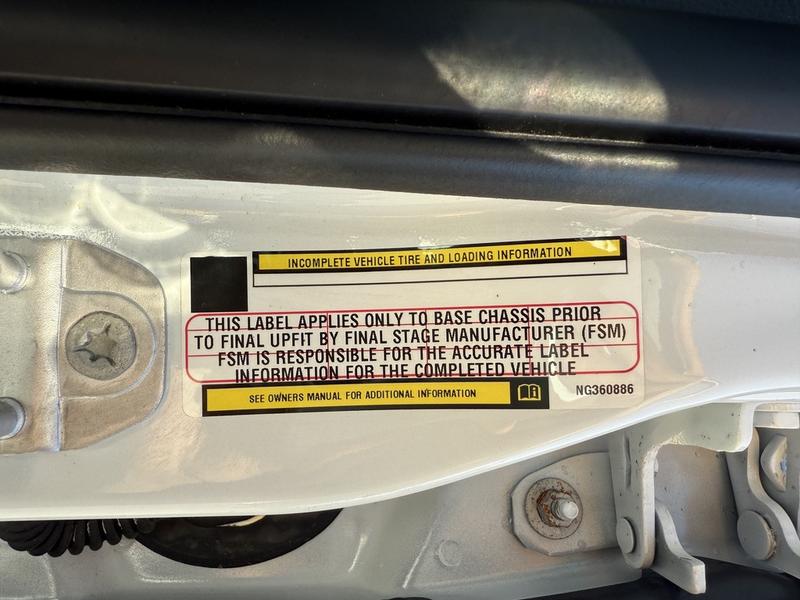 INCOMPLETE VEHICLE TIRE AND LOADING INFORMATION
THIS LABEL APPLIES ONLY TO BASE CHASSIS PRIOR
TO FINAL UPFIT BY FINAL STAGE MANUFACTURER (FSM)
FSM IS RESPONSIBLE FOR THE ACCURATE LABEL
INFORMATION FOR THE COMPLETED VEHICLE
SEE OWNERS MANUAL FOR ADDITIONAL INFORMATION
NG360886